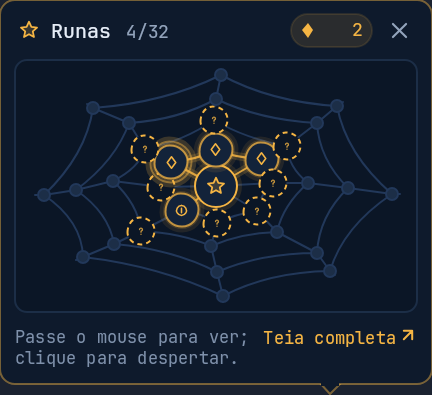 Runas 4/32 2
?
? ?
? ?
? ?
?
Passe o mouse para ver; Teia completa
clique para despertar.